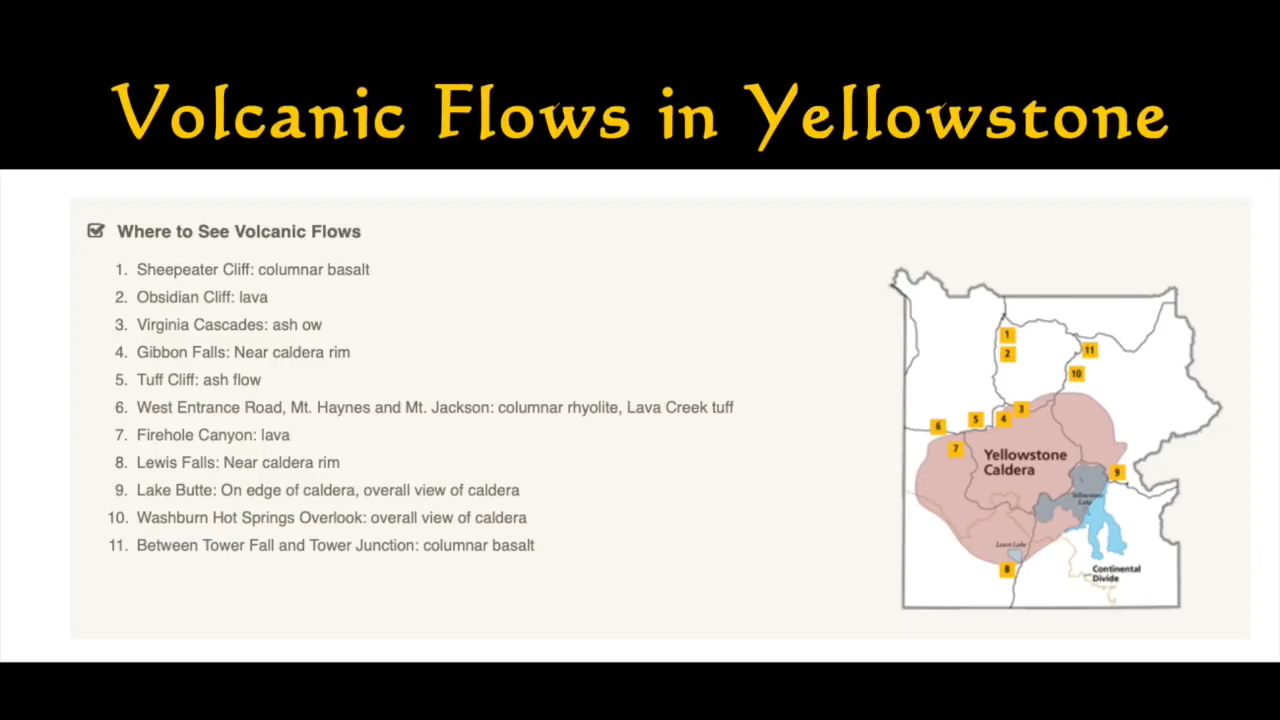 Volcanic Flows in Yellowstone
Where to See Volcanic Flows
1. Sheepeater Cliff: columnar basalt
2. Obsidian Cliff: lava
3. Virginia Cascades: ash ow
4. Gibbon Falls: Near caldera rim
5. Tuff Cliff: ash flow
6. West Entrance Road, Mt. Haynes and Mt. Jackson: columnar rhyolite, Lava Creek tuff
7. Firehole Canyon: lava
8. Lewis Falls: Near caldera rim
9. Lake Butte: On edge of caldera, overall view of caldera
10. Washburn Hot Springs Overlook: overall view of caldera
11. Between Tower Fall and Tower Junction: columnar basalt
1
2
11
10
3
5
4
6
7
Yellowstone
Caldera
9
Yellowstone
Lake
Lewis Lake
8
Continental
Divide